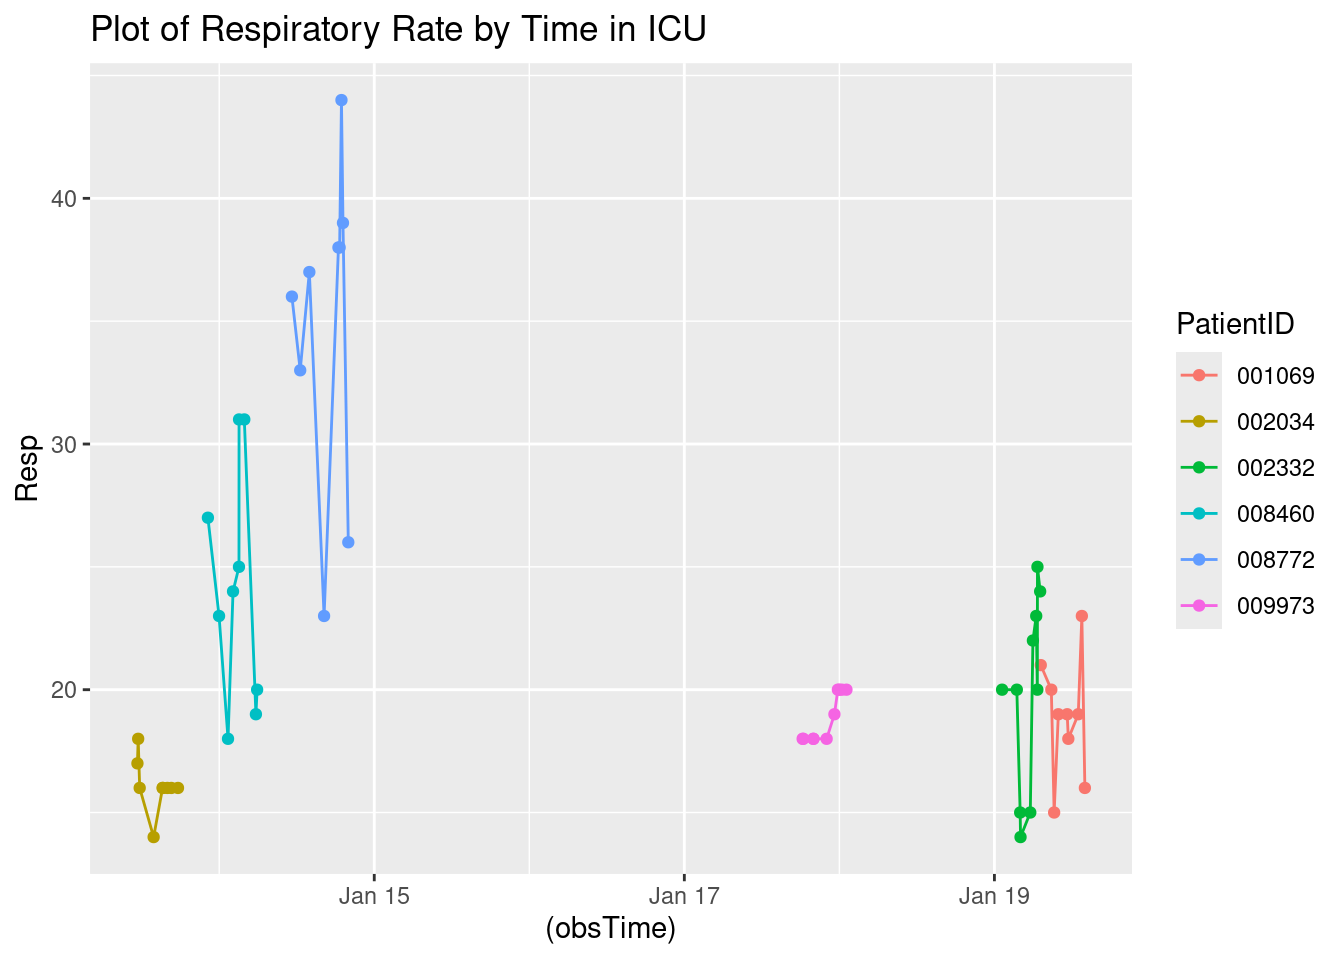 Plot of Respiratory Rate by Time in ICU
40
30
20
Resp
Jan 15
Jan 17
Jan 19
(obsTime)
PatientID
001069
002034
002332
008460
008772
009973